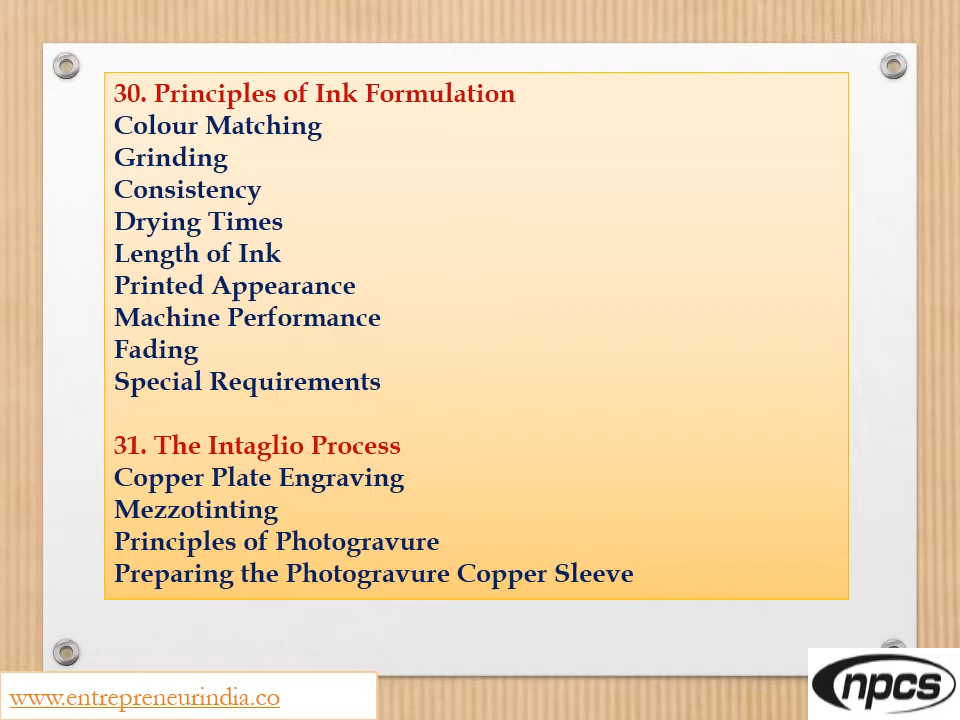 30. Principles of Ink Formulation
Colour Matching
Grinding
Consistency
Drying Times
Length of Ink
Printed Appearance
Machine Performance
Fading
Special Requirements
31. The Intaglio Process
Copper Plate Engraving
Mezzotinting
Principles of Photogravure
Preparing the Photogravure Copper Sleeve
www.entrepreneurindia.co
npcs